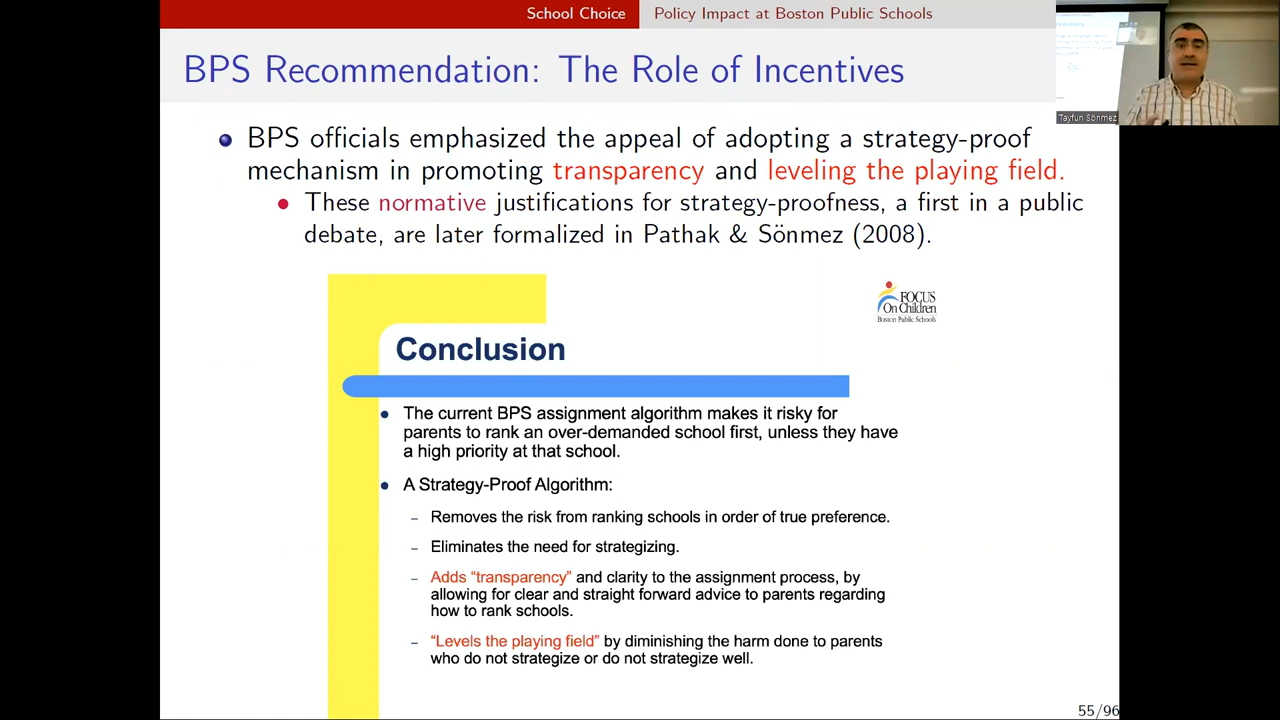 School Choice Policy Impact at Boston Public Schools
BPS Recommendation: The Role of Incentives
Tayfun Sönmez
BPS officials emphasized the appeal of adopting a strategy-proof
mechanism in promoting transparency and leveling the playing field.
These normative justifications for strategy-proofness, a first in a public
debate, are later formalized in Pathak & Sönmez (2008).
FOCUS
On Children
Boston Public Schools
Conclusion
The current BPS assignment algorithm makes it risky for
parents to rank an over-demanded school first, unless they have
a high priority at that school.
A Strategy-Proof Algorithm:
– Removes the risk from ranking schools in order of true preference.
– Eliminates the need for strategizing.
– Adds “transparency” and clarity to the assignment process, by
allowing for clear and straight forward advice to parents regarding
how to rank schools.
– “Levels the playing field” by diminishing the harm done to parents
who do not strategize or do not strategize well.
55/96